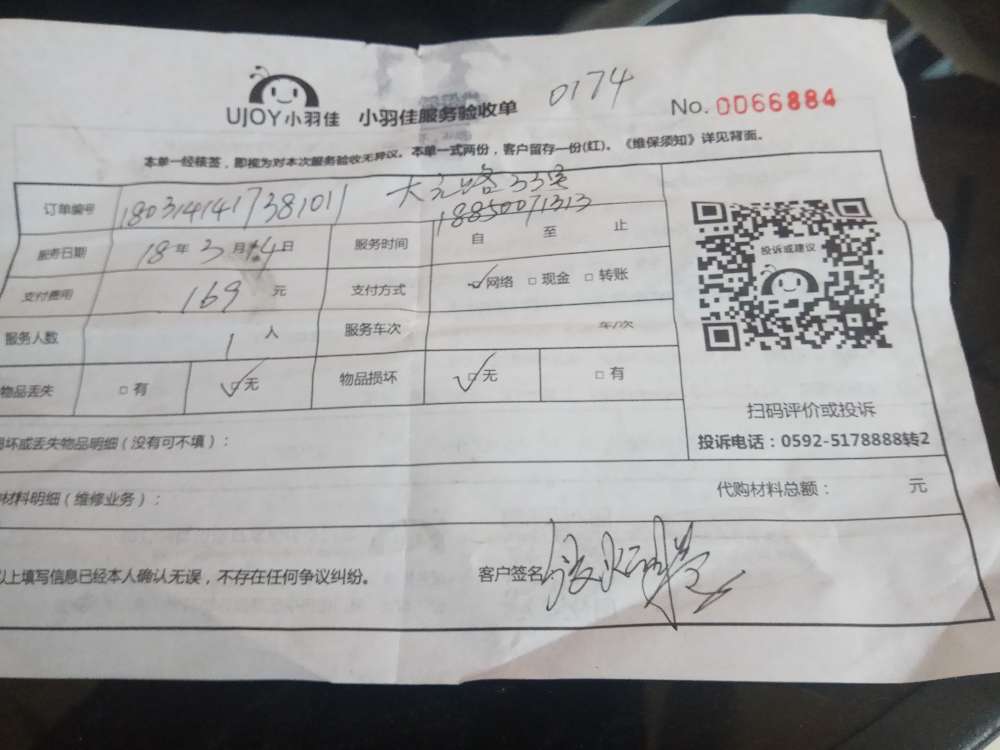 UJOY小羽佳 小羽佳服务验收单 0174 No. 0066884
本单一经核签，即视为对本次服务验收无异议。本单一式两份，客户留存一份(红)。《维保须知》详见背面。
订单编号 180314141738101 大元路33号
18850071313
服务日期 18年3月14日 服务时间 自 至 止
支付费用 169 元 支付方式 ☑网络 □现金 □转账
服务人数 1 人 服务车次 车/次
物品丢失 □有 ☑无 物品损坏 ☑无 □有
投诉或建议
扫码评价或投诉
投诉电话：0592-5178888转2
损坏或丢失物品明细（没有可不填）：
材料明细（维修业务）： 代购材料总额： 元
以上填写信息已经本人确认无误，不存在任何争议纠纷。 客户签名